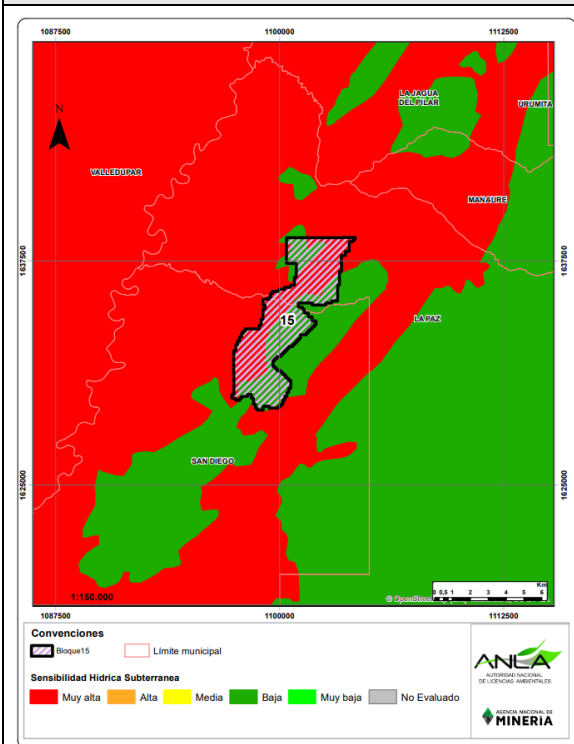 1087500 1100000 1112500
N
LA JAGUA
DEL PILAR
URUMITA
VALLEDUPAR
MANAURE
1637500 1637500
15
LA PAZ
SAN DIEGO
1625000 1625000
Km
0 0,5 1 2 3 4 5 6
1:150.000
© OpenStreet
1087500 1100000 1112500
Convenciones
Bloque15 Límite municipal
Sensibilidad Hídrica Subterranea
Muy alta Alta Media Baja Muy baja No Evaluado
ANLA
AUTORIDAD NACIONAL
DE LICENCIAS AMBIENTALES
AGENCIA NACIONAL DE
MINERÍA